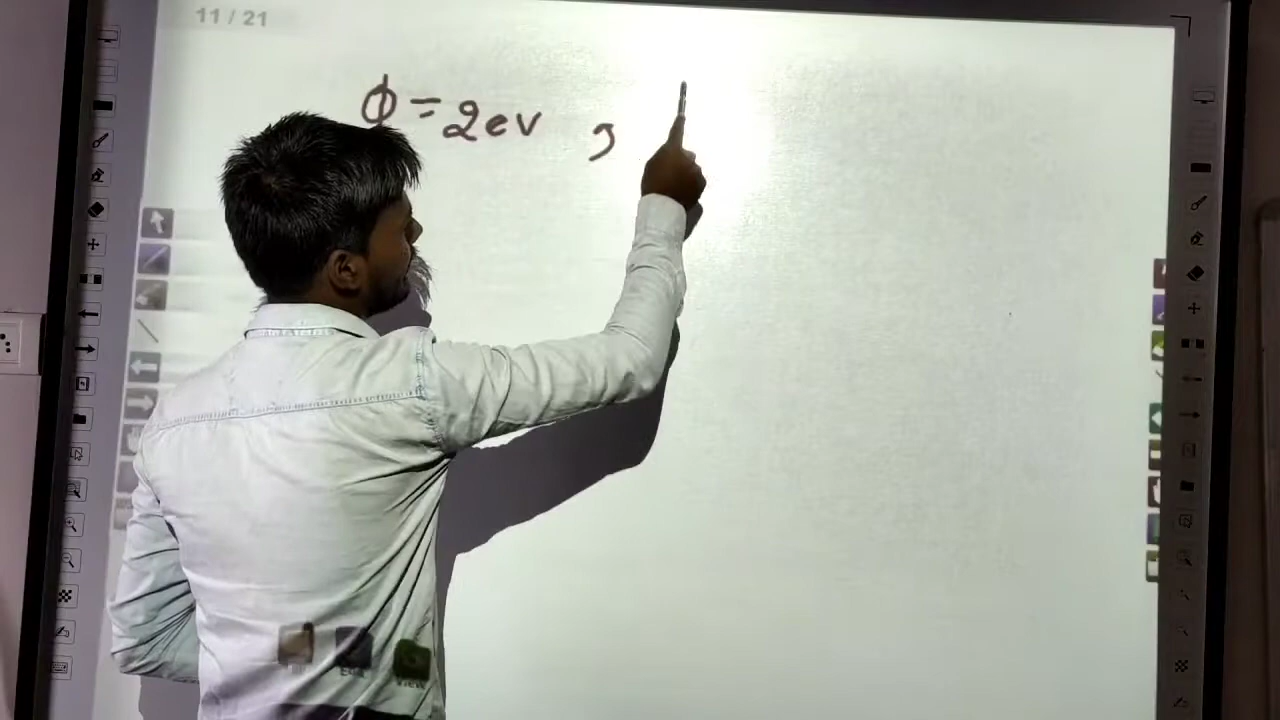 11 / 21
ϕ = 2ev ,